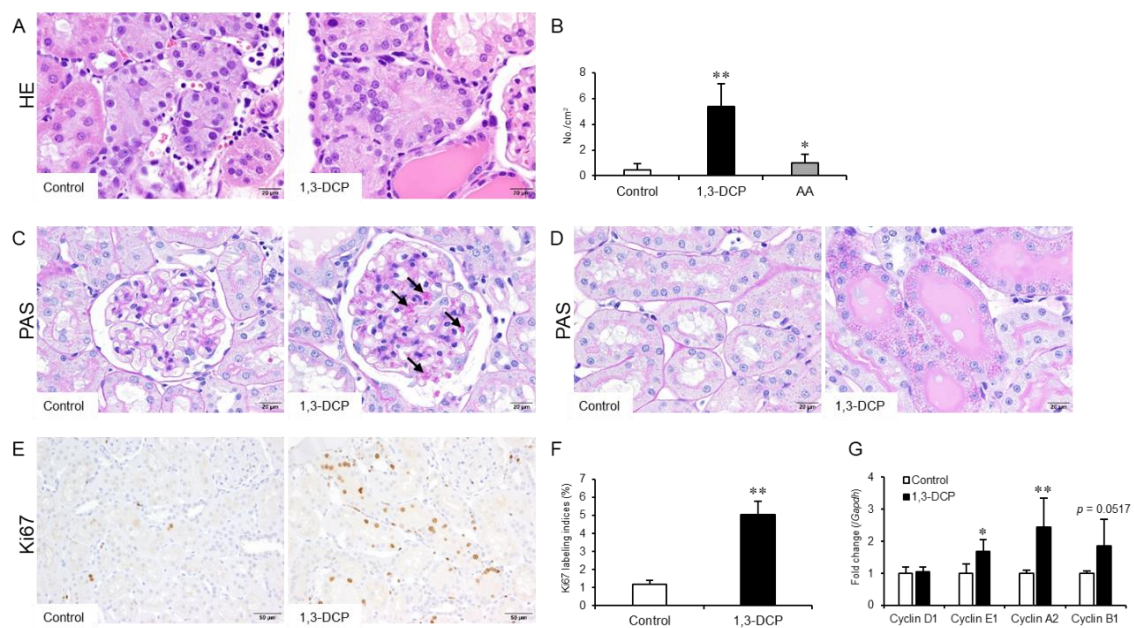 A
HE
Control
20 μm
1,3-DCP
20 μm
B
No./cm²
8
6
4
2
0
**
*
Control
1,3-DCP
AA
C
PAS
Control
20 μm
1,3-DCP
20 μm
D
PAS
Control
20 μm
1,3-DCP
20 μm
E
Ki67
Control
50 μm
1,3-DCP
50 μm
F
Ki67 labeling indices (%)
7
6
5
4
3
2
1
0
**
Control
1,3-DCP
G
Fold change (/Gapdh)
4
3
2
1
0
Control
1,3-DCP
*
**
p = 0.0517
Cyclin D1
Cyclin E1
Cyclin A2
Cyclin B1